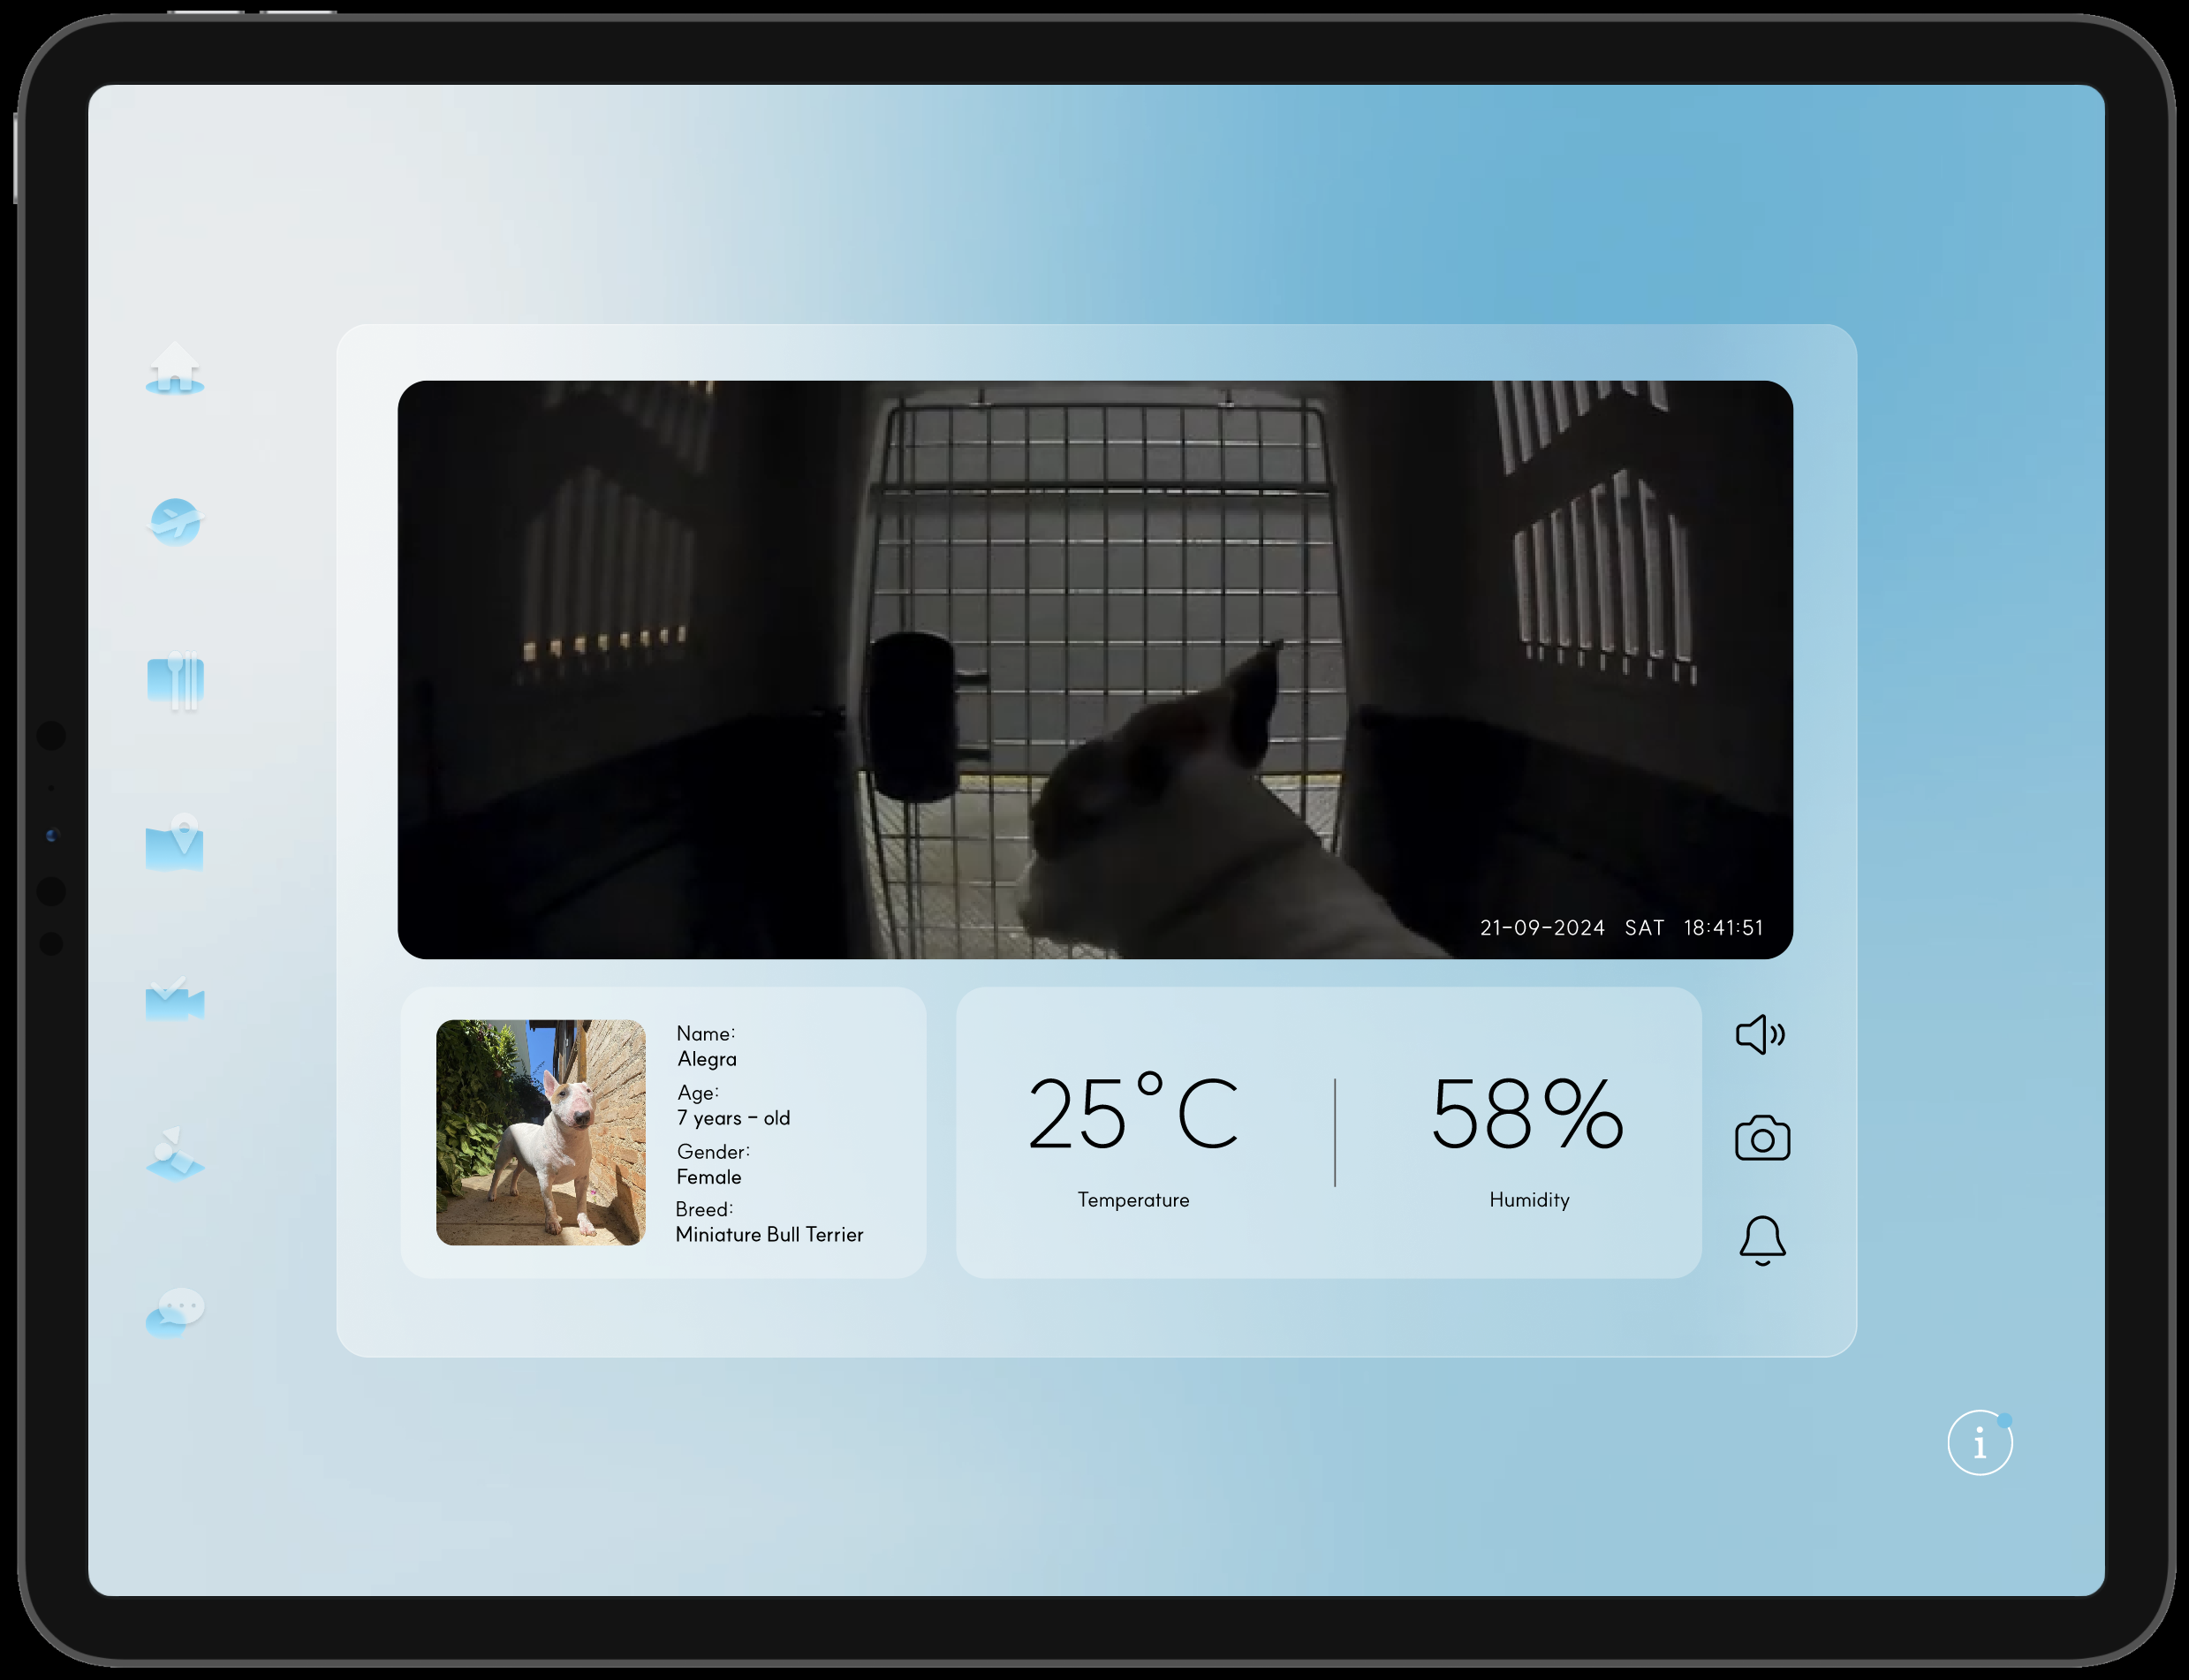 21-09-2024 SAT 18:41:51
Name:
Alegra
Age:
7 years - old
Gender:
Female
Breed:
Miniature Bull Terrier
25°C
Temperature
58%
Humidity
i